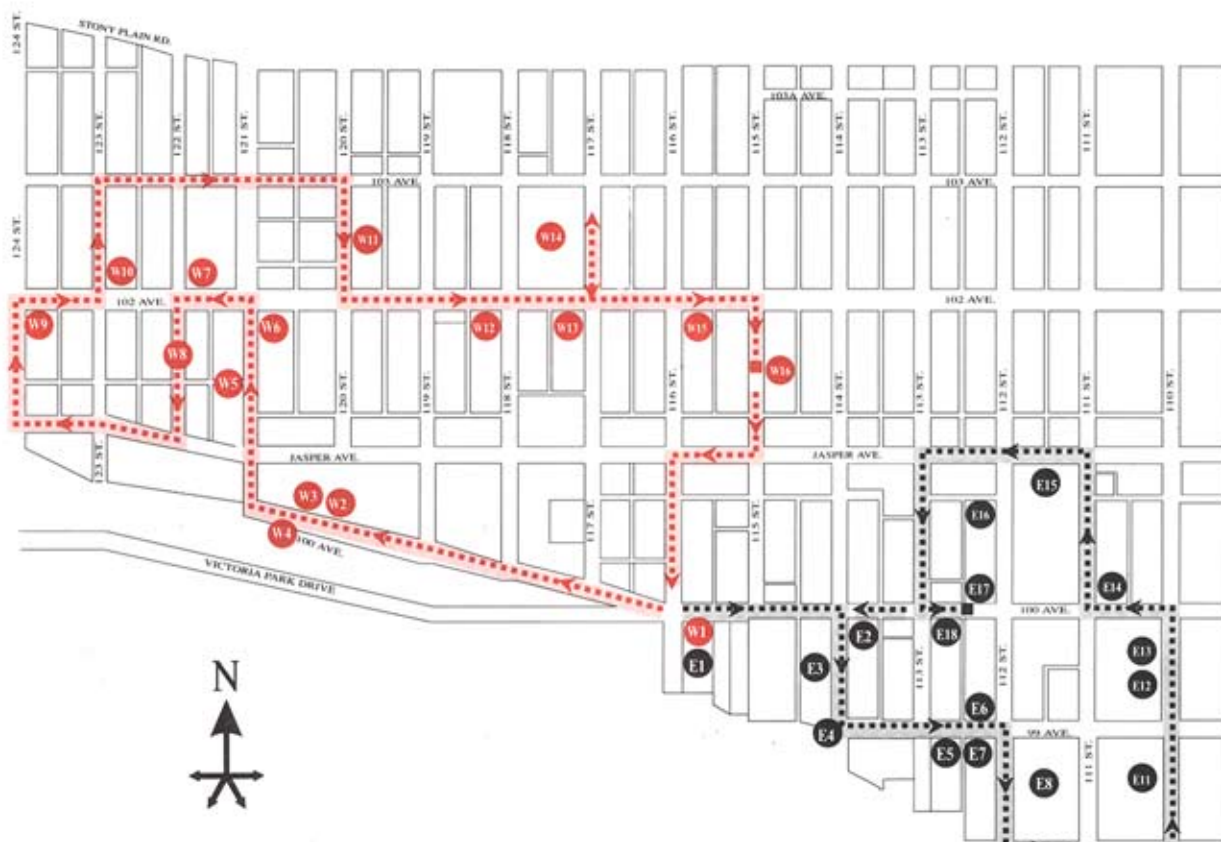 STONY PLAIN RD.
124 ST.
103A AVE.
123 ST.
122 ST.
121 ST.
120 ST.
119 ST.
118 ST.
117 ST.
116 ST.
115 ST.
114 ST.
113 ST.
112 ST.
111 ST.
103 AVE.
103 AVE.
124 ST.
W11
W14
W10
W7
102 AVE.
102 AVE.
W9
W6
W12
W13
W15
W8
W16
W5
120 ST.
119 ST.
118 ST.
116 ST.
114 ST.
113 ST.
112 ST.
111 ST.
110 ST.
123 ST.
JASPER AVE.
JASPER AVE.
E15
W3
W2
117 ST.
115 ST.
E16
W4
100 AVE.
VICTORIA PARK DRIVE
E17
E14
100 AVE.
W1
E2
E18
E1
E3
113 ST.
112 ST.
E13
E12
N
E6
E4
99 AVE.
E5
E7
111 ST.
E8
E11